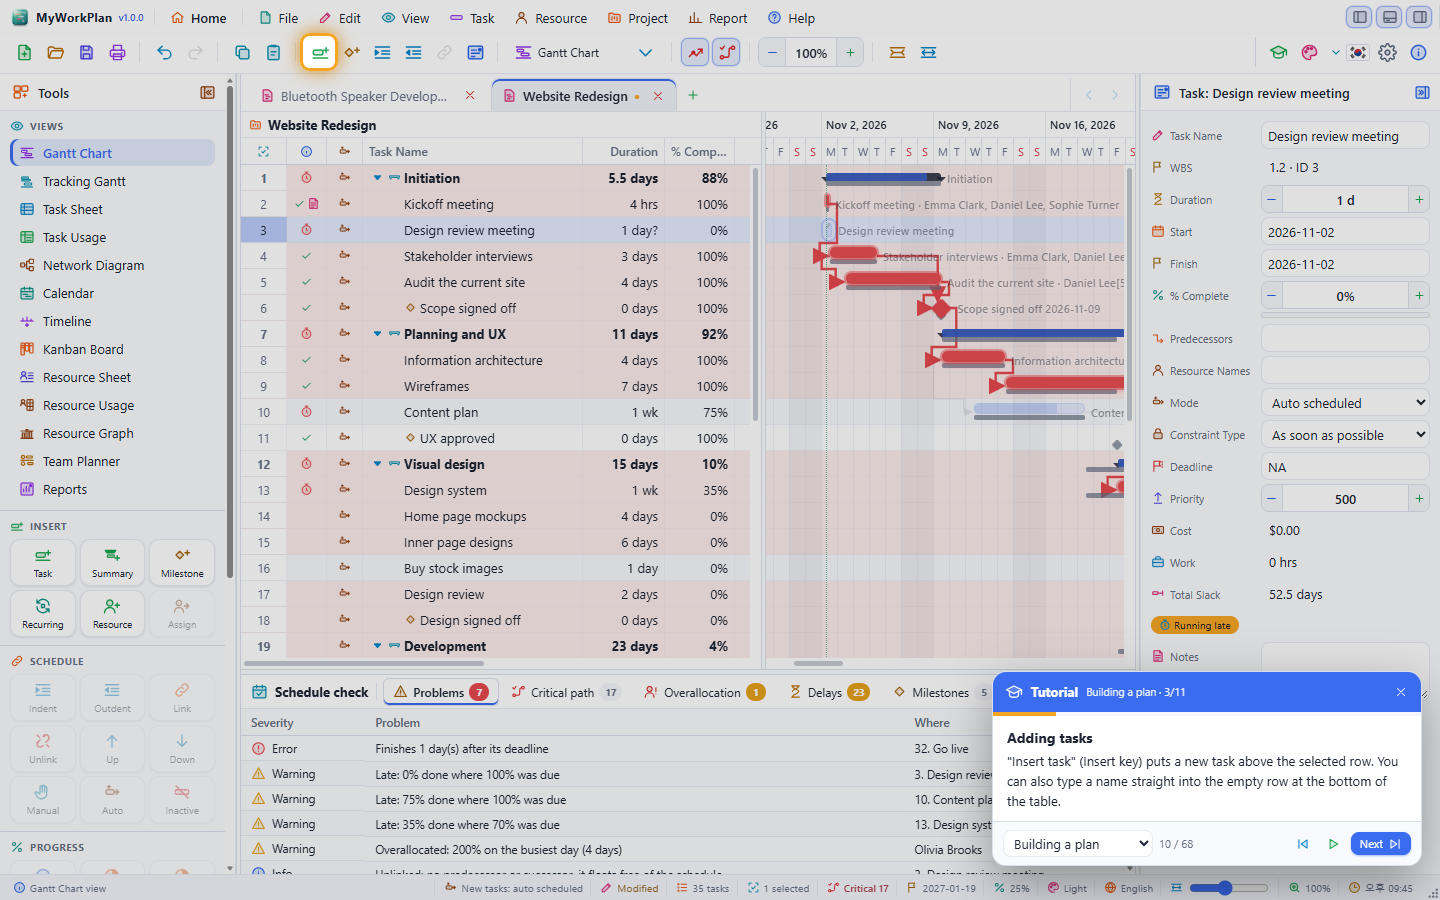 MyWorkPlan v1.0.0
Home
File
Edit
View
Task
Resource
Project
Report
Help
Gantt Chart
100%
Tools
VIEWS
Gantt Chart
Tracking Gantt
Task Sheet
Task Usage
Network Diagram
Calendar
Timeline
Kanban Board
Resource Sheet
Resource Usage
Resource Graph
Team Planner
Reports
INSERT
Task Summary Milestone
Recurring Resource Assign
SCHEDULE
Indent Outdent Link
Unlink Up Down
Manual Auto Inactive
PROGRESS
Bluetooth Speaker Develop...
Website Redesign
Website Redesign
Task Name Duration % Comp...
1 Initiation 5.5 days 88%
2 Kickoff meeting 4 hrs 100%
3 Design review meeting 1 day? 0%
4 Stakeholder interviews 3 days 100%
5 Audit the current site 4 days 100%
6 Scope signed off 0 days 100%
7 Planning and UX 11 days 92%
8 Information architecture 4 days 100%
9 Wireframes 7 days 100%
10 Content plan 1 wk 75%
11 UX approved 0 days 100%
12 Visual design 15 days 10%
13 Design system 1 wk 35%
14 Home page mockups 4 days 0%
15 Inner page designs 6 days 0%
16 Buy stock images 1 day 0%
17 Design review 2 days 0%
18 Design signed off 0 days 0%
19 Development 23 days 4%
26 Nov 2, 2026 Nov 9, 2026 Nov 16, 2026
F S S M T W T F S S M T W T F S S M T W T F S
Initiation
Kickoff meeting · Emma Clark, Daniel Lee, Sophie Turner
Design review meeting
Stakeholder interviews · Emma Clark, Daniel Lee
Audit the current site · Daniel Lee[5
Scope signed off 2026-11-09
Information architectu
Conter
Task: Design review meeting
Task Name Design review meeting
WBS 1.2 · ID 3
Duration 1 d
Start 2026-11-02
Finish 2026-11-02
% Complete 0%
Predecessors
Resource Names
Mode Auto scheduled
Constraint Type As soon as possible
Deadline NA
Priority 500
Cost $0.00
Work 0 hrs
Total Slack 52.5 days
Running late
Notes
Schedule check
Problems 7
Critical path 17
Overallocation 1
Delays 23
Milestones 5
Severity Problem Where
Error Finishes 1 day(s) after its deadline 32. Go live
Warning Late: 0% done where 100% was due 3. Design revie
Warning Late: 75% done where 100% was due 10. Content pla
Warning Late: 35% done where 70% was due 13. Design syst
Warning Overallocated: 200% on the busiest day (4 days) Olivia Brooks
Tutorial Building a plan · 3/11
Adding tasks
"Insert task" (Insert key) puts a new task above the selected row. You
can also type a name straight into the empty row at the bottom of
the table.
Building a plan 10 / 68 Next
Gantt Chart view
New tasks: auto scheduled
Modified
35 tasks
1 selected
Critical 17
2027-01-19
25%
Light
English
100%
오후 09:45